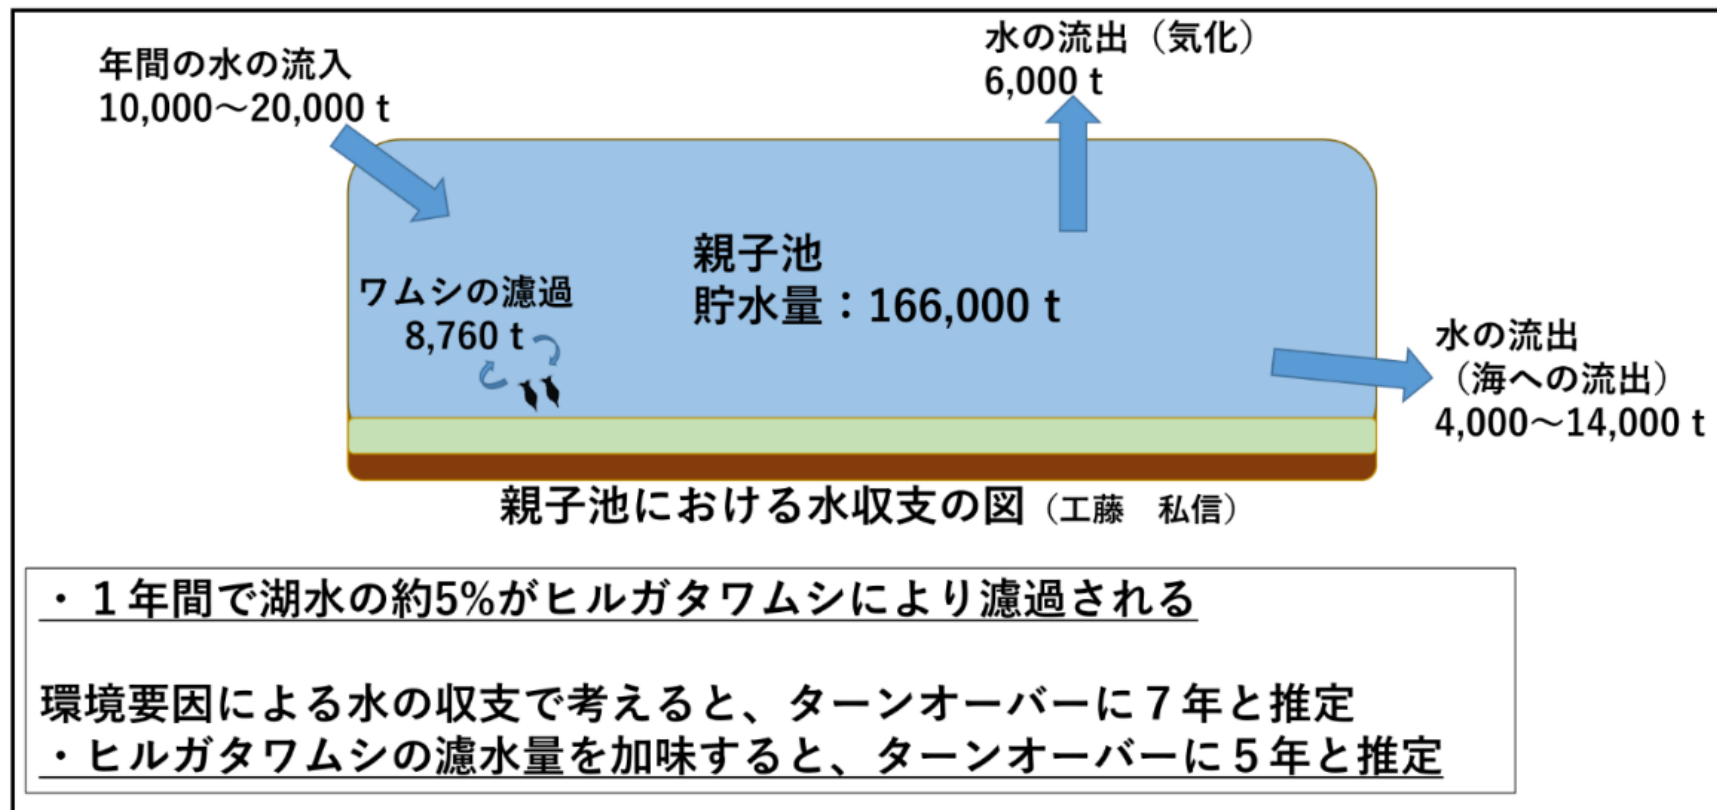 年間の水の流入
10,000～20,000 t
水の流出（気化）
6,000 t
親子池
貯水量：166,000 t
ワムシの濾過
8,760 t
水の流出
（海への流出）
4,000～14,000 t
親子池における水収支の図（工藤　私信）
・１年間で湖水の約5%がヒルガタワムシにより濾過される
環境要因による水の収支で考えると、ターンオーバーに７年と推定
・ヒルガタワムシの濾水量を加味すると、ターンオーバーに５年と推定